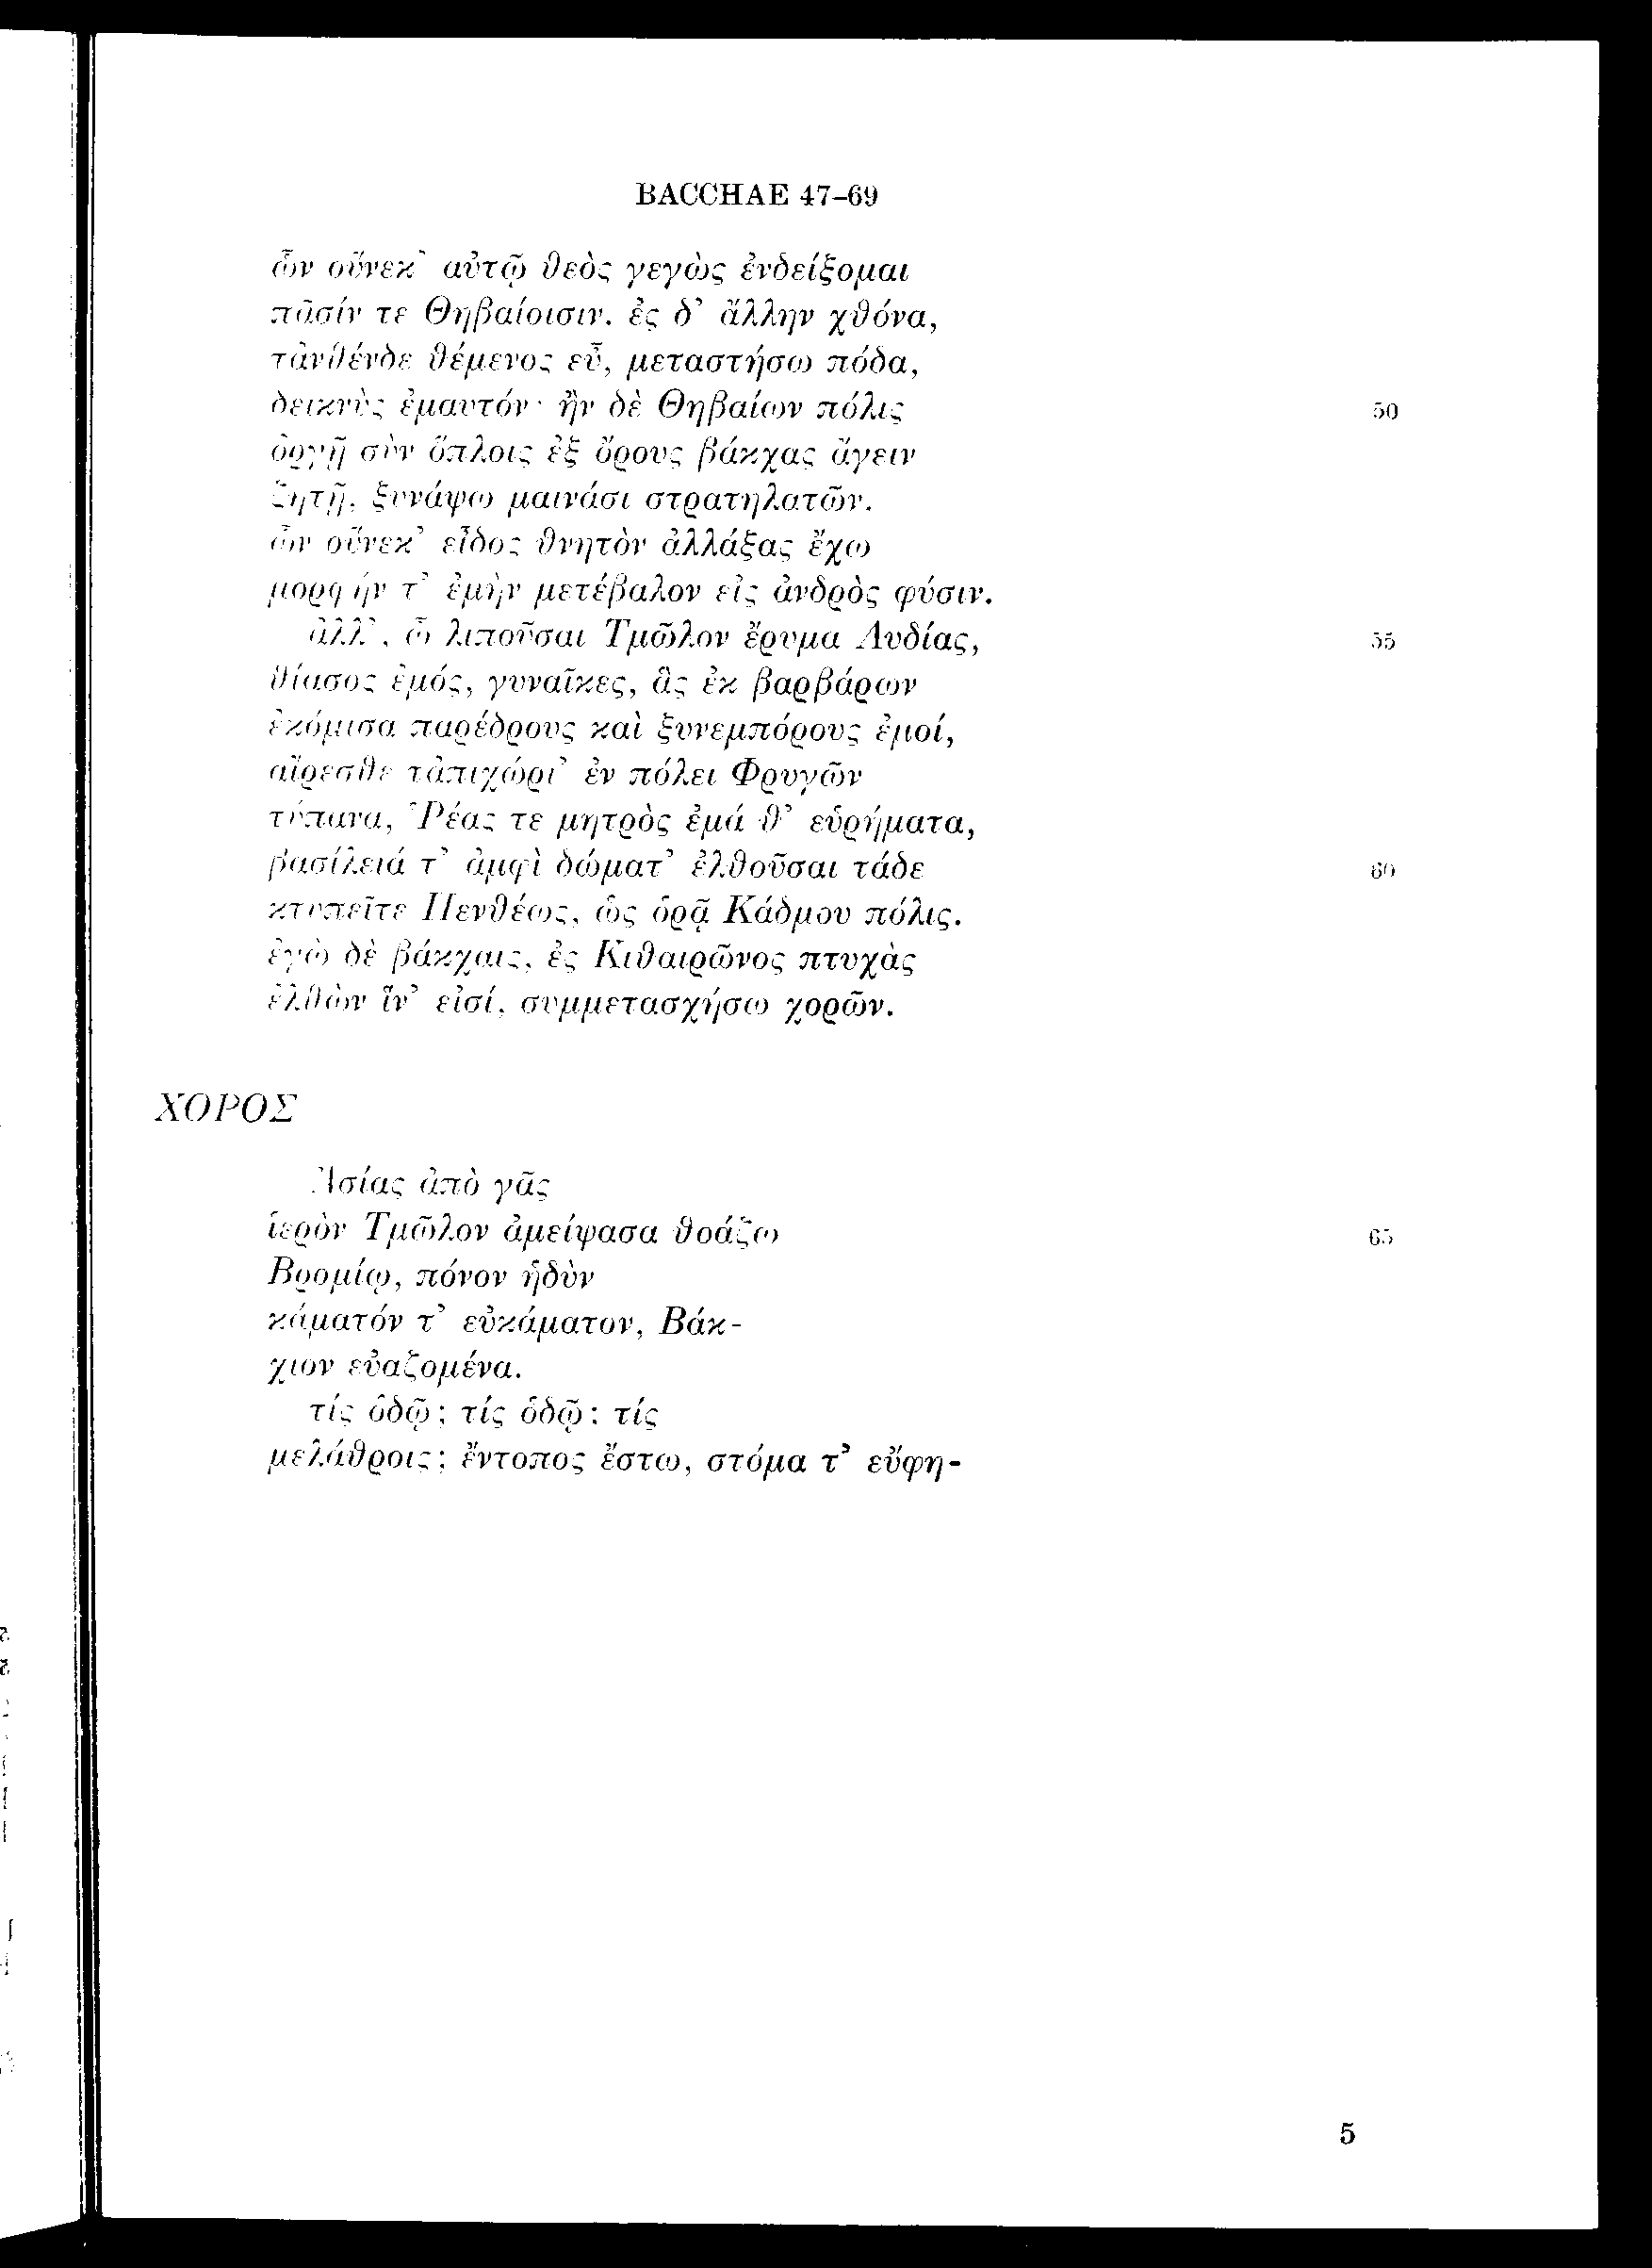 BACCHAE 47-69
ὧν οὕνεκ' αὐτῷ θεὸς γεγὼς ἐνδείξομαι
πᾶσίν τε Θηβαίοισιν. ἐς δ' ἄλλην χθόνα,
τἀνθένδε θέμενος εὖ, μεταστήσω πόδα,
δεικνὺς ἐμαυτόν· ἢν δὲ Θηβαίων πόλις 50
ὀργῇ σὺν ὅπλοις ἐξ ὄρους βάκχας ἄγειν
ζητῇ, ξυνάψω μαινάσι στρατηλατῶν.
ὧν οὕνεκ' εἶδος θνητὸν ἀλλάξας ἔχω
μορφήν τ' ἐμὴν μετέβαλον εἰς ἀνδρὸς φύσιν.
ἀλλ', ὦ λιποῦσαι Τμῶλον ἔρυμα Λυδίας, 55
θίασος ἐμός, γυναῖκες, ἃς ἐκ βαρβάρων
ἐκόμισα παρέδρους καὶ ξυνεμπόρους ἐμοί,
αἴρεσθε τἀπιχώρι' ἐν πόλει Φρυγῶν
τύπανα, Ῥέας τε μητρὸς ἐμά θ' εὑρήματα,
βασίλειά τ' ἀμφὶ δώματ' ἐλθοῦσαι τάδε 60
κτυπεῖτε Πενθέως, ὡς ὁρᾷ Κάδμου πόλις.
ἐγὼ δὲ βάκχαις, ἐς Κιθαιρῶνος πτυχὰς
ἐλθὼν ἵν' εἰσί, συμμετασχήσω χορῶν.
ΧΟΡΟΣ
Ἀσίας ἀπὸ γᾶς
ἱερὸν Τμῶλον ἀμείψασα θοάζω 65
Βρομίῳ, πόνον ἡδὺν
κάματόν τ' εὐκάματον, Βάκ-
χιον εὐαζομένα.
τίς ὁδῷ; τίς ὁδῷ; τίς
μελάθροις; ἔντοπος ἔστω, στόμα τ' εὔφη-
5